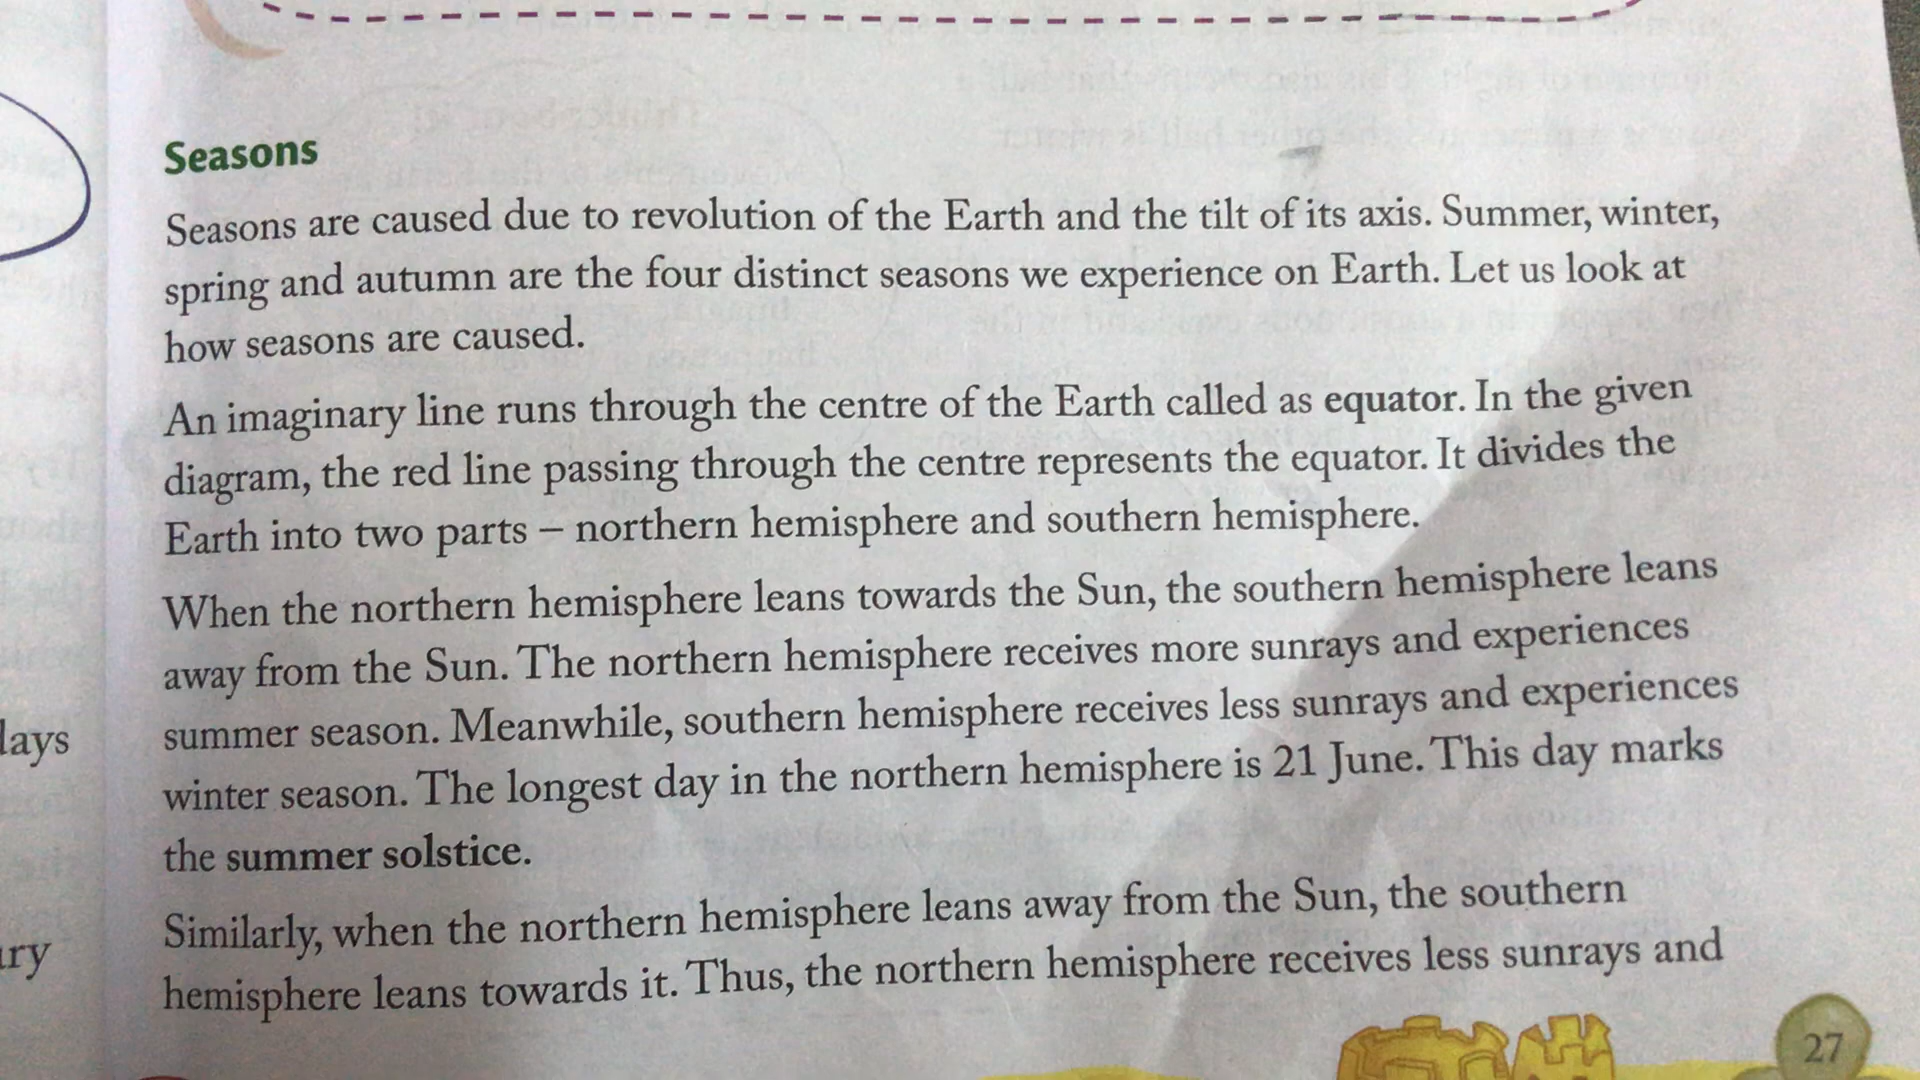 Seasons
Seasons are caused due to revolution of the Earth and the tilt of its axis. Summer, winter,
spring and autumn are the four distinct seasons we experience on Earth. Let us look at
how seasons are caused.
An imaginary line runs through the centre of the Earth called as equator. In the given
diagram, the red line passing through the centre represents the equator. It divides the
Earth into two parts – northern hemisphere and southern hemisphere.
When the northern hemisphere leans towards the Sun, the southern hemisphere leans
away from the Sun. The northern hemisphere receives more sunrays and experiences
summer season. Meanwhile, southern hemisphere receives less sunrays and experiences
winter season. The longest day in the northern hemisphere is 21 June. This day marks
the summer solstice.
Similarly, when the northern hemisphere leans away from the Sun, the southern
hemisphere leans towards it. Thus, the northern hemisphere receives less sunrays and
27